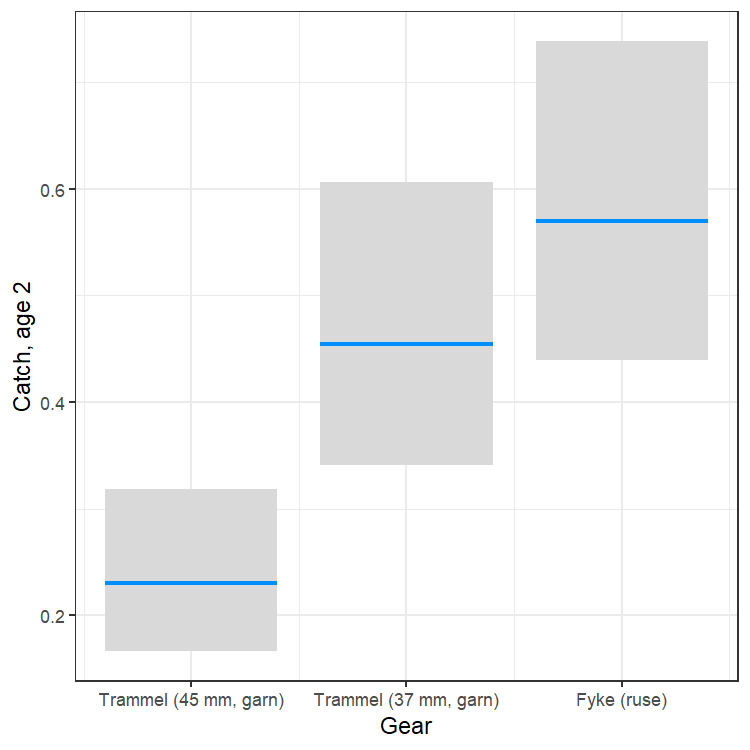 Catch, age 2
0.6
0.4
0.2
Trammel (45 mm, garn)
Trammel (37 mm, garn)
Fyke (ruse)
Gear